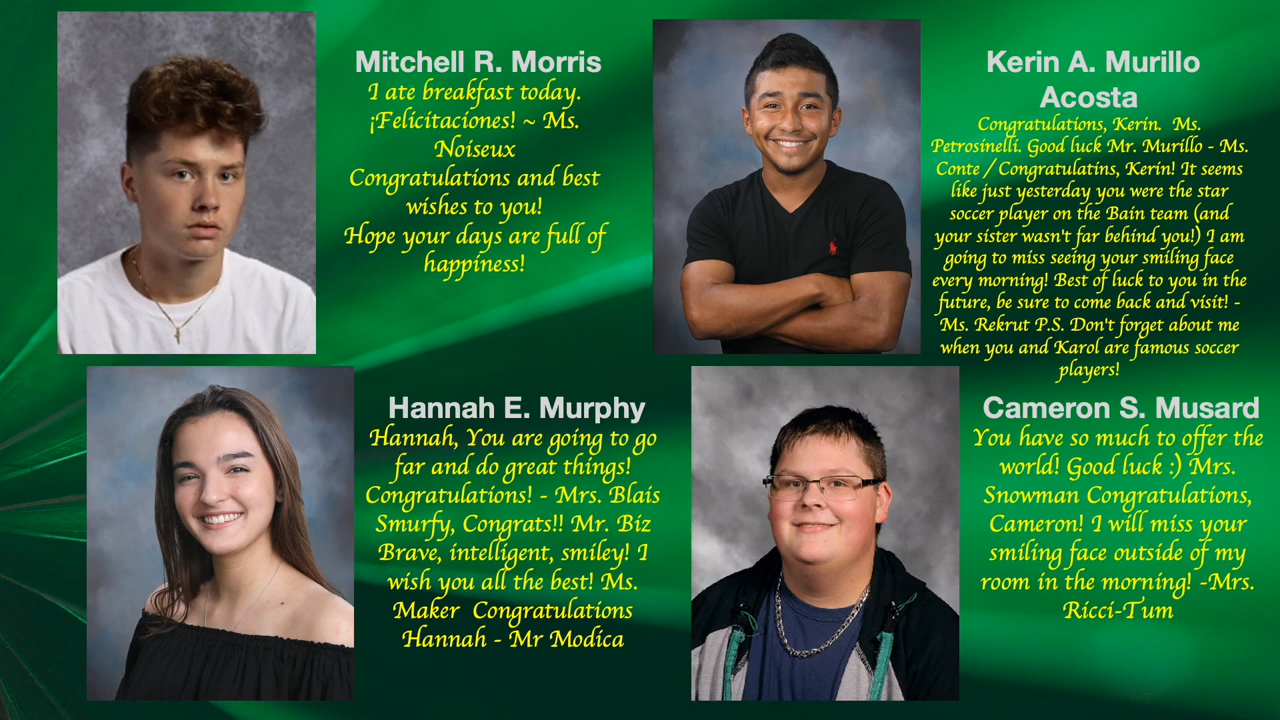 Mitchell R. Morris
I ate breakfast today.
¡Felicitaciones! ~ Ms.
Noiseux
Congratulations and best
wishes to you!
Hope your days are full of
happiness!
Kerin A. Murillo
Acosta
Congratulations, Kerin.  Ms.
Petrosinelli. Good luck Mr. Murillo - Ms.
Conte / Congratulatins, Kerin! It seems
like just yesterday you were the star
soccer player on the Bain team (and
your sister wasn't far behind you!) I am
going to miss seeing your smiling face
every morning! Best of luck to you in the
future, be sure to come back and visit! -
Ms. Rekrut P.S. Don't forget about me
when you and Karol are famous soccer
players!
Hannah E. Murphy
Hannah, You are going to go
far and do great things!
Congratulations! - Mrs. Blais
Smurfy, Congrats!! Mr. Biz
Brave, intelligent, smiley! I
wish you all the best! Ms.
Maker  Congratulations
Hannah - Mr Modica
Cameron S. Musard
You have so much to offer the
world! Good luck :) Mrs.
Snowman Congratulations,
Cameron! I will miss your
smiling face outside of my
room in the morning! -Mrs.
Ricci-Tum